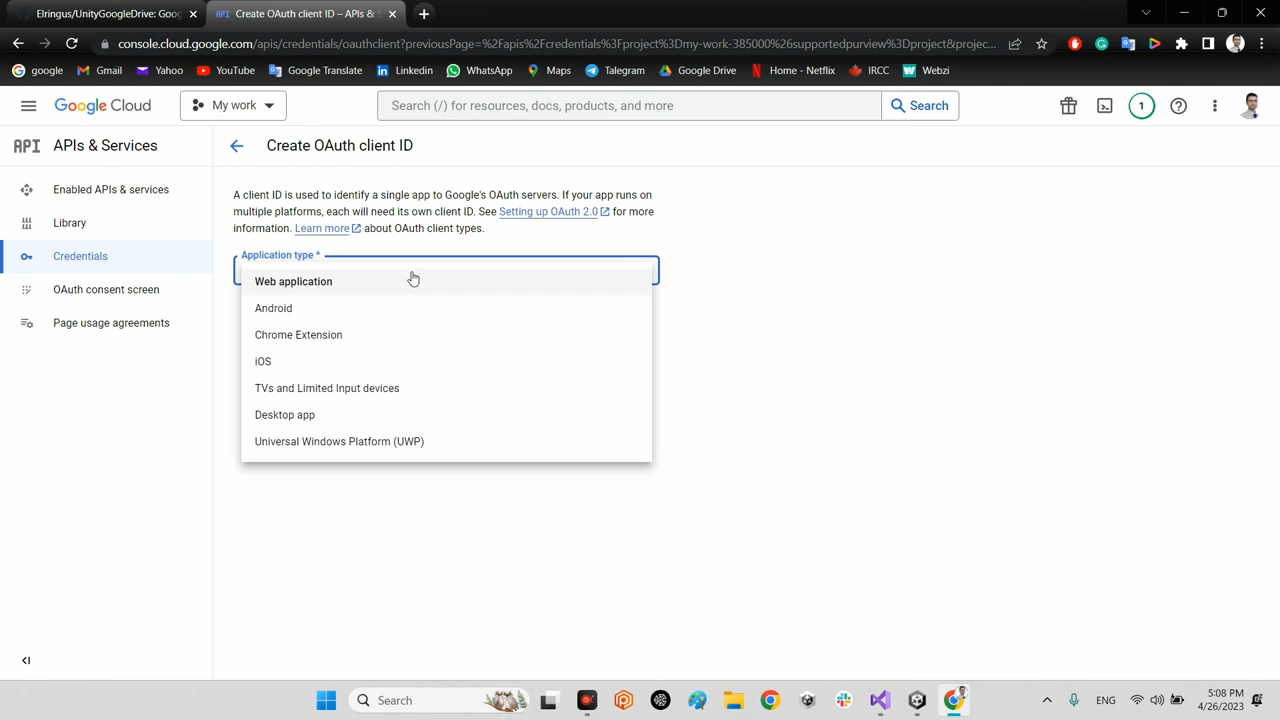 Elringus/UnityGoogleDrive: Goog
API Create OAuth client ID – APIs & S
console.cloud.google.com/apis/credentials/oauthclient?previousPage=%2Fapis%2Fcredentials%3Fproject%3Dmy-work-385000%26supportedpurview%3Dproject&projec...
google
Gmail
Yahoo
YouTube
Google Translate
Linkedin
WhatsApp
Maps
Telegram
Google Drive
Home - Netflix
IRCC
Webzi
Google Cloud
My work
Search (/) for resources, docs, products, and more
Search
1
API APIs & Services
Create OAuth client ID
Enabled APIs & services
Library
Credentials
OAuth consent screen
Page usage agreements
A client ID is used to identify a single app to Google's OAuth servers. If your app runs on
multiple platforms, each will need its own client ID. See Setting up OAuth 2.0 for more
information. Learn more about OAuth client types.
Application type *
Web application
Android
Chrome Extension
iOS
TVs and Limited Input devices
Desktop app
Universal Windows Platform (UWP)
Search
ENG
5:08 PM
4/26/2023